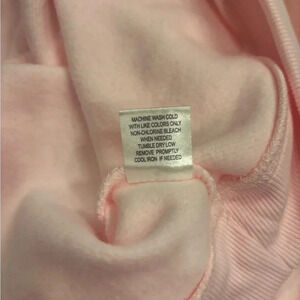 MACHINE WASH COLD
WITH LIKE COLORS ONLY
NON-CHLORINE BLEACH
WHEN NEEDED
TUMBLE DRY LOW
REMOVE PROMPTLY
COOL IRON IF NEEDED